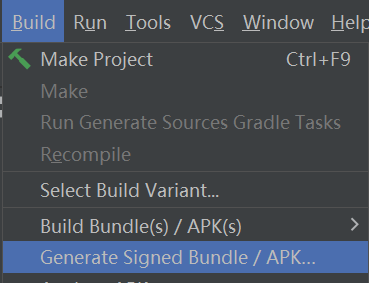 Build Run Tools VCS Window Help
Make Project Ctrl+F9
Make
Run Generate Sources Gradle Tasks
Recompile
Select Build Variant...
Build Bundle(s) / APK(s)
Generate Signed Bundle / APK...